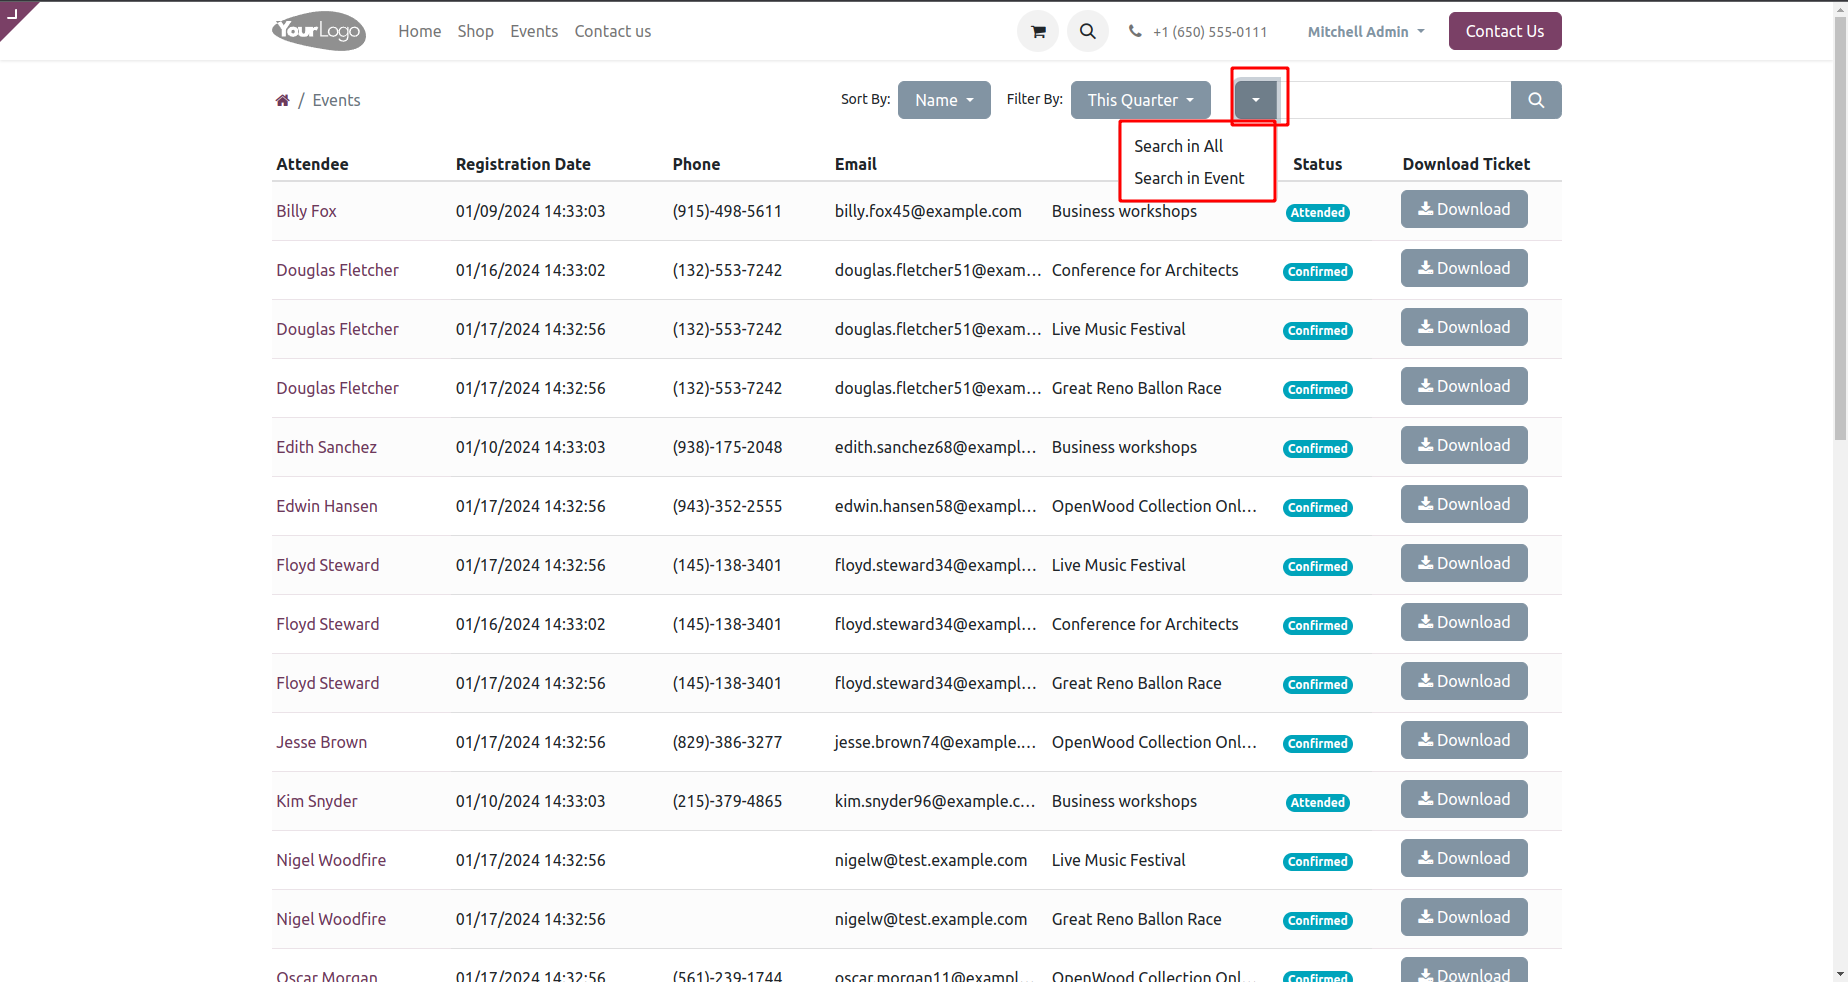 YourLogo Home Shop Events Contact us +1 (650) 555-0111 Mitchell Admin Contact Us
/ Events Sort By: Name Filter By: This Quarter
Search in All
Search in Event
Attendee Registration Date Phone Email Status Download Ticket
Billy Fox 01/09/2024 14:33:03 (915)-498-5611 billy.fox45@example.com Business workshops Attended Download
Douglas Fletcher 01/16/2024 14:33:02 (132)-553-7242 douglas.fletcher51@exam... Conference for Architects Confirmed Download
Douglas Fletcher 01/17/2024 14:32:56 (132)-553-7242 douglas.fletcher51@exam... Live Music Festival Confirmed Download
Douglas Fletcher 01/17/2024 14:32:56 (132)-553-7242 douglas.fletcher51@exam... Great Reno Ballon Race Confirmed Download
Edith Sanchez 01/10/2024 14:33:03 (938)-175-2048 edith.sanchez68@exampl... Business workshops Confirmed Download
Edwin Hansen 01/17/2024 14:32:56 (943)-352-2555 edwin.hansen58@exampl... OpenWood Collection Onl... Confirmed Download
Floyd Steward 01/17/2024 14:32:56 (145)-138-3401 floyd.steward34@exampl... Live Music Festival Confirmed Download
Floyd Steward 01/16/2024 14:33:02 (145)-138-3401 floyd.steward34@exampl... Conference for Architects Confirmed Download
Floyd Steward 01/17/2024 14:32:56 (145)-138-3401 floyd.steward34@exampl... Great Reno Ballon Race Confirmed Download
Jesse Brown 01/17/2024 14:32:56 (829)-386-3277 jesse.brown74@example.... OpenWood Collection Onl... Confirmed Download
Kim Snyder 01/10/2024 14:33:03 (215)-379-4865 kim.snyder96@example.c... Business workshops Attended Download
Nigel Woodfire 01/17/2024 14:32:56 nigelw@test.example.com Live Music Festival Confirmed Download
Nigel Woodfire 01/17/2024 14:32:56 nigelw@test.example.com Great Reno Ballon Race Confirmed Download
Oscar Morgan 01/17/2024 14:32:56 (561)-239-1744 oscar.morgan11@exampl... OpenWood Collection Onl... Confirmed Download